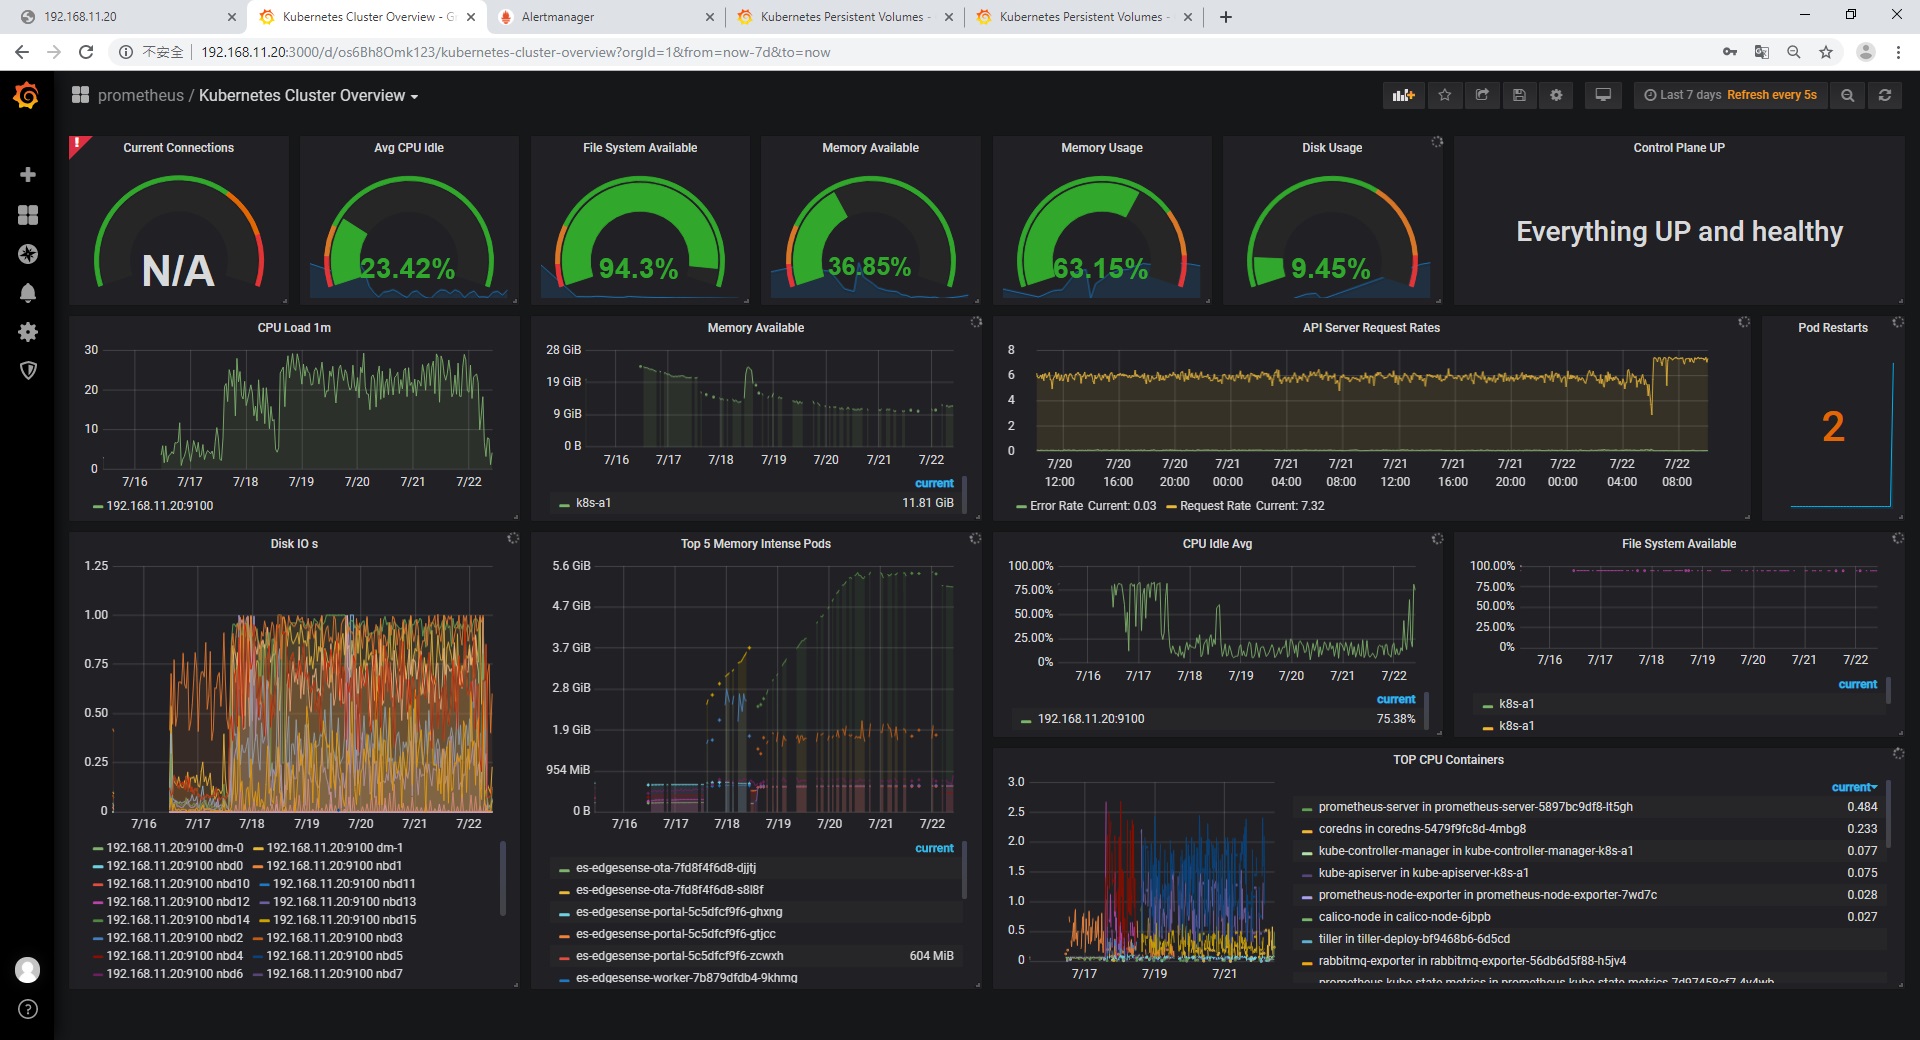 192.168.11.20
Kubernetes Cluster Overview - G
Alertmanager
Kubernetes Persistent Volumes -
Kubernetes Persistent Volumes -
不安全
192.168.11.20:3000/d/os6Bh8Omk123/kubernetes-cluster-overview?orgId=1&from=now-7d&to=now
prometheus / Kubernetes Cluster Overview
Last 7 days Refresh every 5s
Current Connections
N/A
Avg CPU Idle
23.42%
File System Available
94.3%
Memory Available
36.85%
Memory Usage
63.15%
Disk Usage
9.45%
Control Plane UP
Everything UP and healthy
CPU Load 1m
30
20
10
0
7/16 7/17 7/18 7/19 7/20 7/21 7/22
192.168.11.20:9100
Memory Available
28 GiB
19 GiB
9 GiB
0 B
7/16 7/17 7/18 7/19 7/20 7/21 7/22
current
k8s-a1 11.81 GiB
API Server Request Rates
8
6
4
2
0
7/20 7/20 7/20 7/21 7/21 7/21 7/21 7/21 7/21 7/22 7/22 7/22
12:00 16:00 20:00 00:00 04:00 08:00 12:00 16:00 20:00 00:00 04:00 08:00
Error Rate Current: 0.03 Request Rate Current: 7.32
Pod Restarts
2
Disk IO s
1.25
1.00
0.75
0.50
0.25
0
7/16 7/17 7/18 7/19 7/20 7/21 7/22
192.168.11.20:9100 dm-0 192.168.11.20:9100 dm-1
192.168.11.20:9100 nbd0 192.168.11.20:9100 nbd1
192.168.11.20:9100 nbd10 192.168.11.20:9100 nbd11
192.168.11.20:9100 nbd12 192.168.11.20:9100 nbd13
192.168.11.20:9100 nbd14 192.168.11.20:9100 nbd15
192.168.11.20:9100 nbd2 192.168.11.20:9100 nbd3
192.168.11.20:9100 nbd4 192.168.11.20:9100 nbd5
192.168.11.20:9100 nbd6 192.168.11.20:9100 nbd7
Top 5 Memory Intense Pods
5.6 GiB
4.7 GiB
3.7 GiB
2.8 GiB
1.9 GiB
954 MiB
0 B
7/16 7/17 7/18 7/19 7/20 7/21 7/22
current
es-edgesense-ota-7fd8f4f6d8-djjtj
es-edgesense-ota-7fd8f4f6d8-s8l8f
es-edgesense-portal-5c5dfcf9f6-ghxng
es-edgesense-portal-5c5dfcf9f6-gtjcc
es-edgesense-portal-5c5dfcf9f6-zcwxh 604 MiB
es-edgesense-worker-7b879dfdb4-9khmg
CPU Idle Avg
100.00%
75.00%
50.00%
25.00%
0%
7/16 7/17 7/18 7/19 7/20 7/21 7/22
current
192.168.11.20:9100 75.38%
File System Available
100.00%
75.00%
50.00%
25.00%
0%
7/16 7/17 7/18 7/19 7/20 7/21 7/22
current
k8s-a1
k8s-a1
TOP CPU Containers
3.0
2.5
2.0
1.5
1.0
0.5
0
7/17 7/19 7/21
current
prometheus-server in prometheus-server-5897bc9df8-lt5gh 0.484
coredns in coredns-5479f9fc8d-4mbg8 0.233
kube-controller-manager in kube-controller-manager-k8s-a1 0.077
kube-apiserver in kube-apiserver-k8s-a1 0.075
prometheus-node-exporter in prometheus-node-exporter-7wd7c 0.028
calico-node in calico-node-6jbpb 0.027
tiller in tiller-deploy-bf9468b6-6d5cd
rabbitmq-exporter in rabbitmq-exporter-56db6d5f88-h5jv4